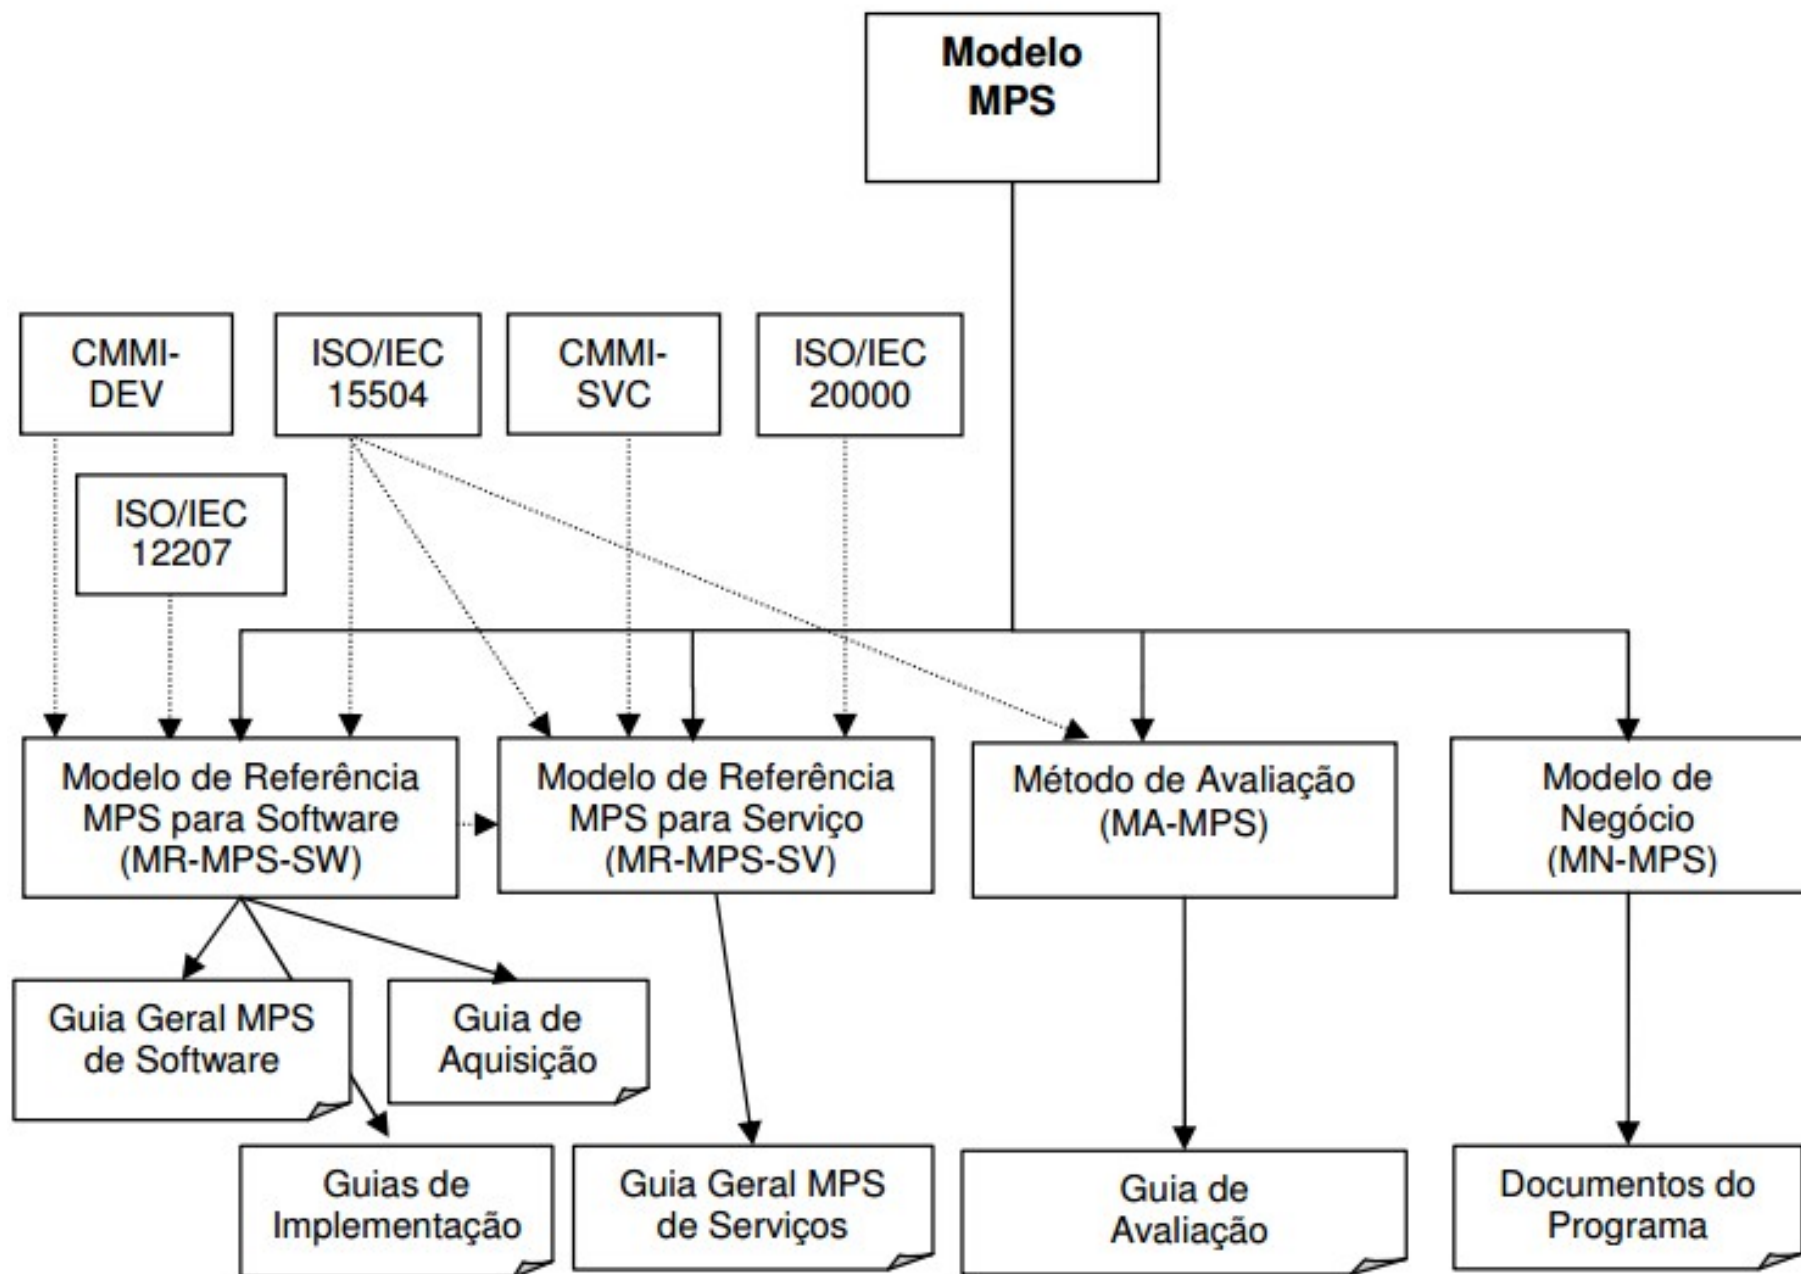 Modelo
MPS
CMMI-
DEV
ISO/IEC
15504
CMMI-
SVC
ISO/IEC
20000
ISO/IEC
12207
Modelo de Referência
MPS para Software
(MR-MPS-SW)
Modelo de Referência
MPS para Serviço
(MR-MPS-SV)
Método de Avaliação
(MA-MPS)
Modelo de
Negócio
(MN-MPS)
Guia Geral MPS
de Software
Guia de
Aquisição
Guias de
Implementação
Guia Geral MPS
de Serviços
Guia de
Avaliação
Documentos do
Programa